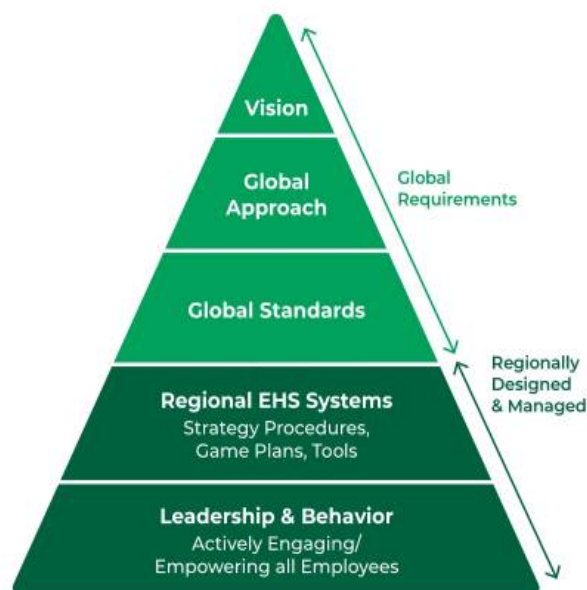 Vision
Global
Approach
Global
Requirements
Global Standards
Regional EHS Systems
Strategy Procedures,
Game Plans, Tools
Regionally
Designed
& Managed
Leadership & Behavior
Actively Engaging/
Empowering all Employees